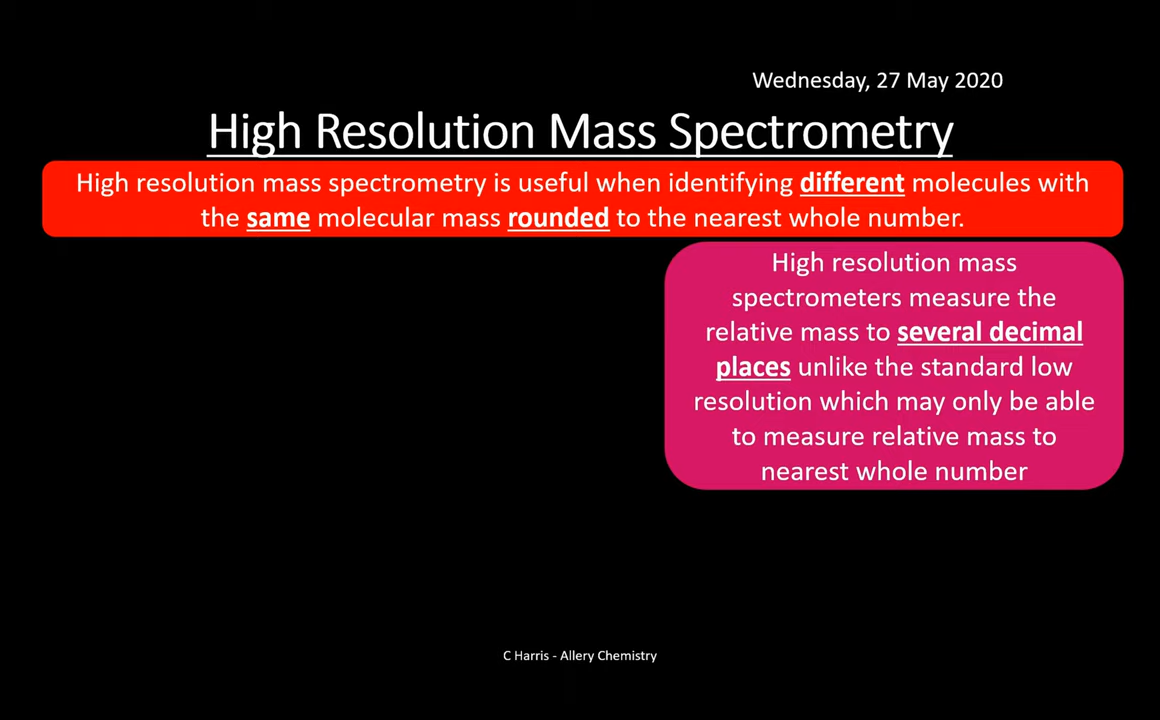 Wednesday, 27 May 2020
High Resolution Mass Spectrometry
High resolution mass spectrometry is useful when identifying different molecules with
the same molecular mass rounded to the nearest whole number.
High resolution mass
spectrometers measure the
relative mass to several decimal
places unlike the standard low
resolution which may only be able
to measure relative mass to
nearest whole number
C Harris - Allery Chemistry